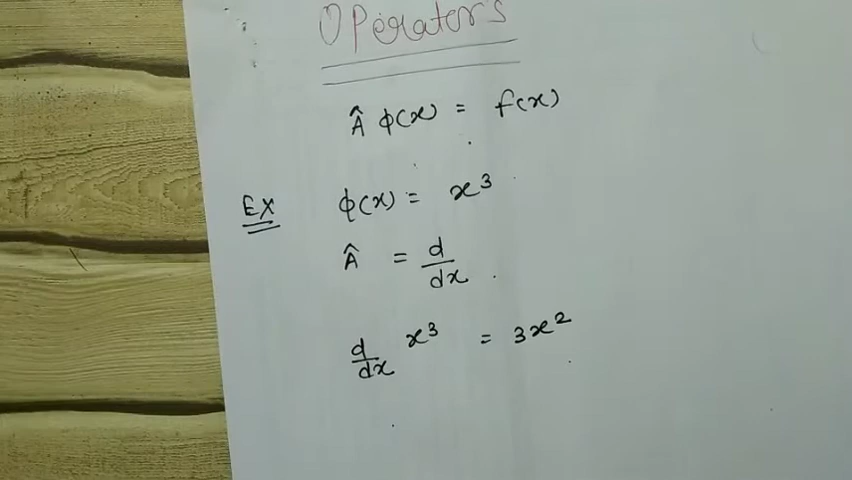 Operators
Â ϕ(x) = f(x)
EX ϕ(x) = x³
Â = d/dx
d/dx x³ = 3x²